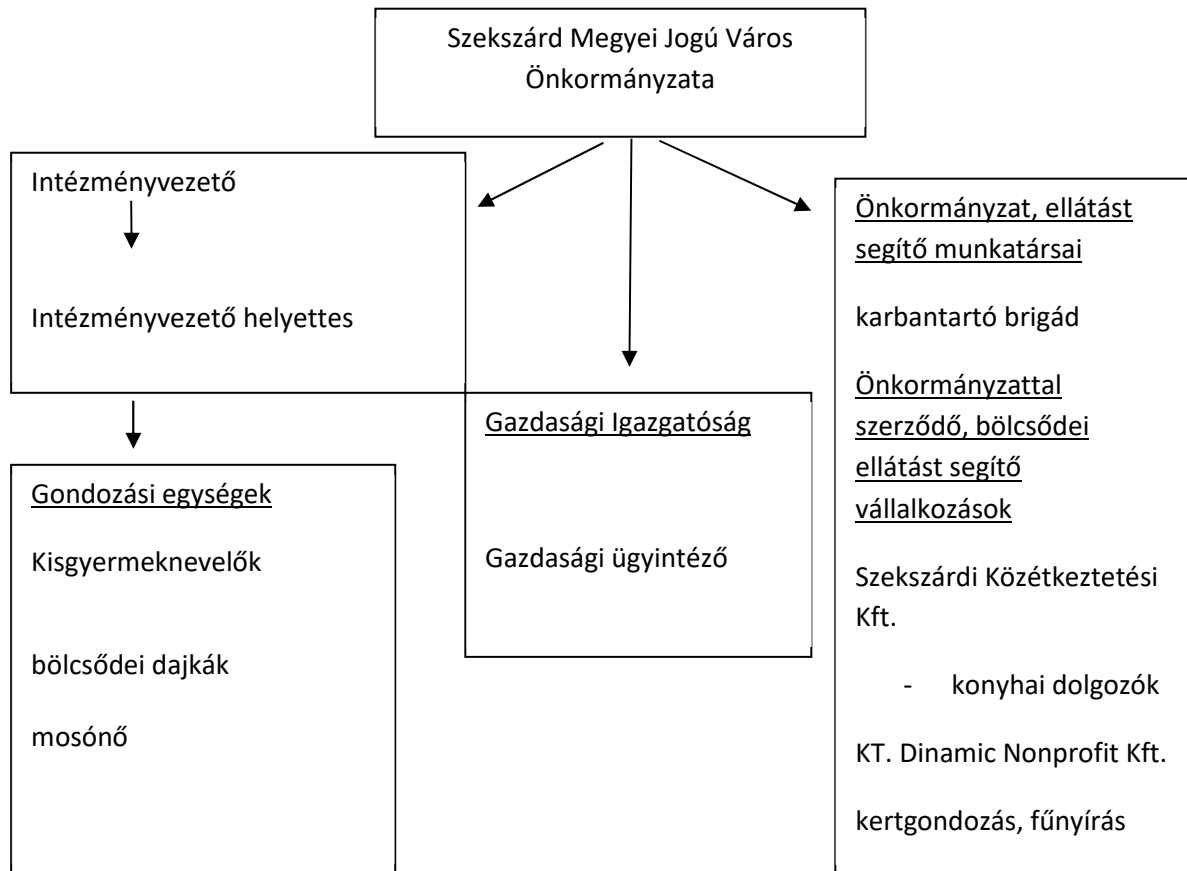 Szekszárd Megyei Jogú Város
Önkormányzata
Intézményvezető
Intézményvezető helyettes
Gondozási egységek
Kisgyermeknevelők
bölcsődei dajkák
mosónő
Gazdasági Igazgatóság
Gazdasági ügyintéző
Önkormányzat, ellátást
segítő munkatársai
karbantartó brigád
Önkormányzattal
szerződő, bölcsődei
ellátást segítő
vállalkozások
Szekszárdi Közétkeztetési
Kft.
- konyhai dolgozók
KT. Dinamic Nonprofit Kft.
kertgondozás, fűnyírás